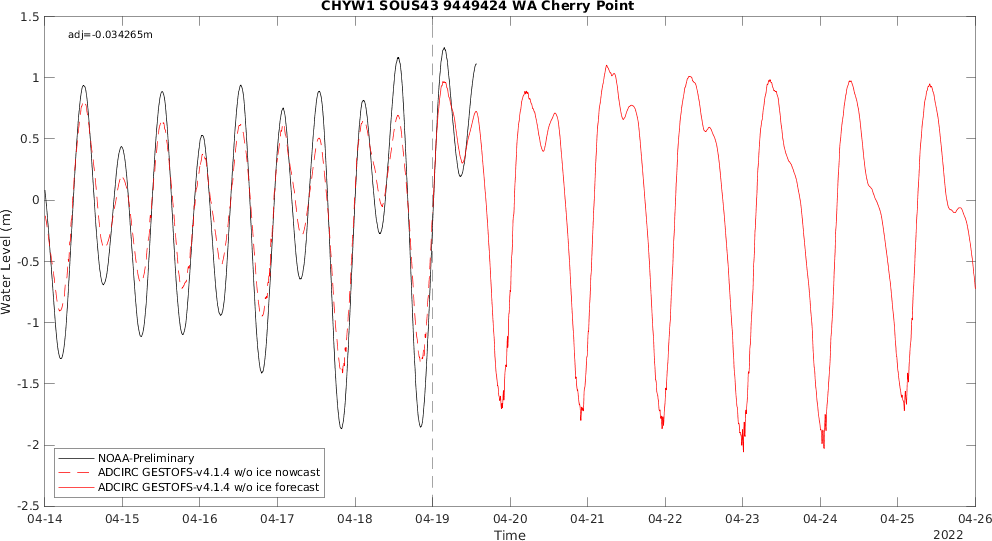 CHYW1 SOUS43 9449424 WA Cherry Point
adj=-0.034265m
1.5
1
0.5
0
-0.5
-1
-1.5
-2
-2.5
Water Level (m)
NOAA-Preliminary
ADCIRC GESTOFS-v4.1.4 w/o ice nowcast
ADCIRC GESTOFS-v4.1.4 w/o ice forecast
04-14 04-15 04-16 04-17 04-18 04-19 04-20 04-21 04-22 04-23 04-24 04-25 04-26
Time
2022